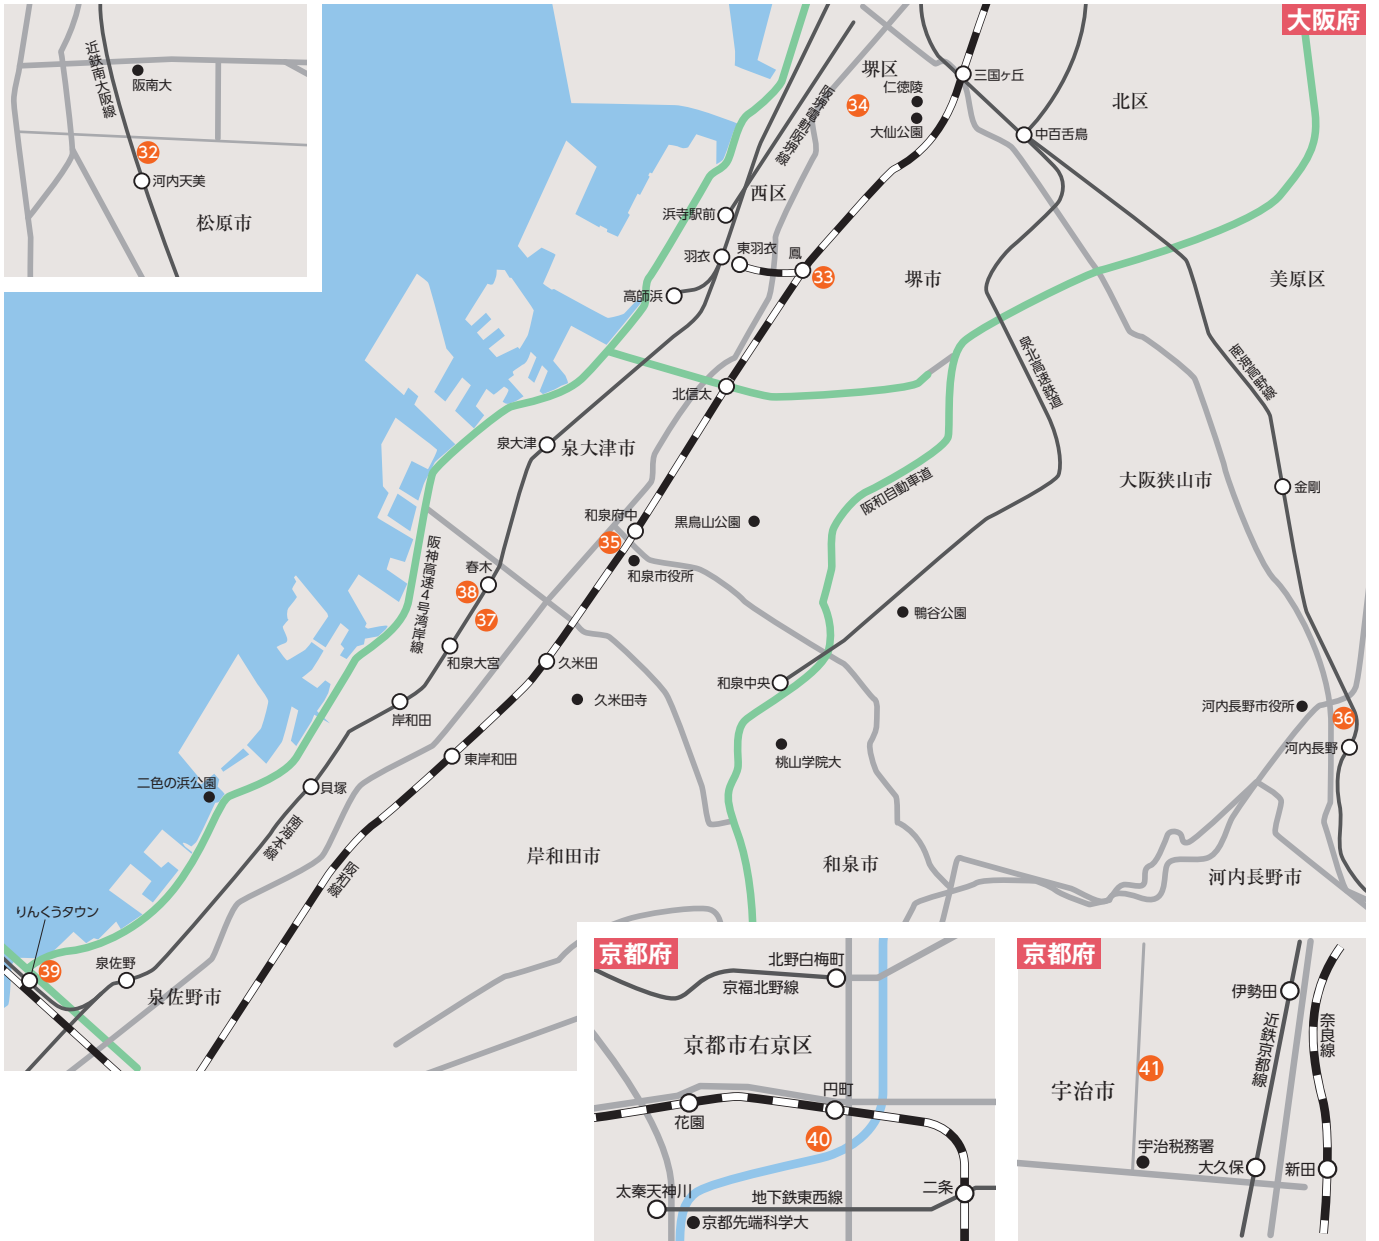 近鉄南大阪線
阪南大
32
河内天美
松原市
大阪府
堺区
仁徳陵
34
大仙公園
三国ヶ丘
北区
中百舌鳥
阪堺電軌阪堺線
西区
浜寺駅前
羽衣
東羽衣
鳳
33
高師浜
堺市
美原区
泉北高速鉄道
南海高野線
北信太
泉大津
泉大津市
大阪狭山市
金剛
阪和自動車道
和泉府中
黒鳥山公園
35
和泉市役所
阪神高速4号湾岸線
春木
38
37
鴨谷公園
和泉大宮
久米田
久米田寺
和泉中央
岸和田
河内長野市役所
36
河内長野
東岸和田
桃山学院大
二色の浜公園
貝塚
南海本線
阪和線
岸和田市
和泉市
河内長野市
りんくうタウン
39
泉佐野
泉佐野市
京都府
北野白梅町
京福北野線
京都市右京区
円町
花園
40
太秦天神川
地下鉄東西線
二条
京都先端科学大
京都府
伊勢田
近鉄京都線
奈良線
41
宇治市
宇治税務署
大久保
新田